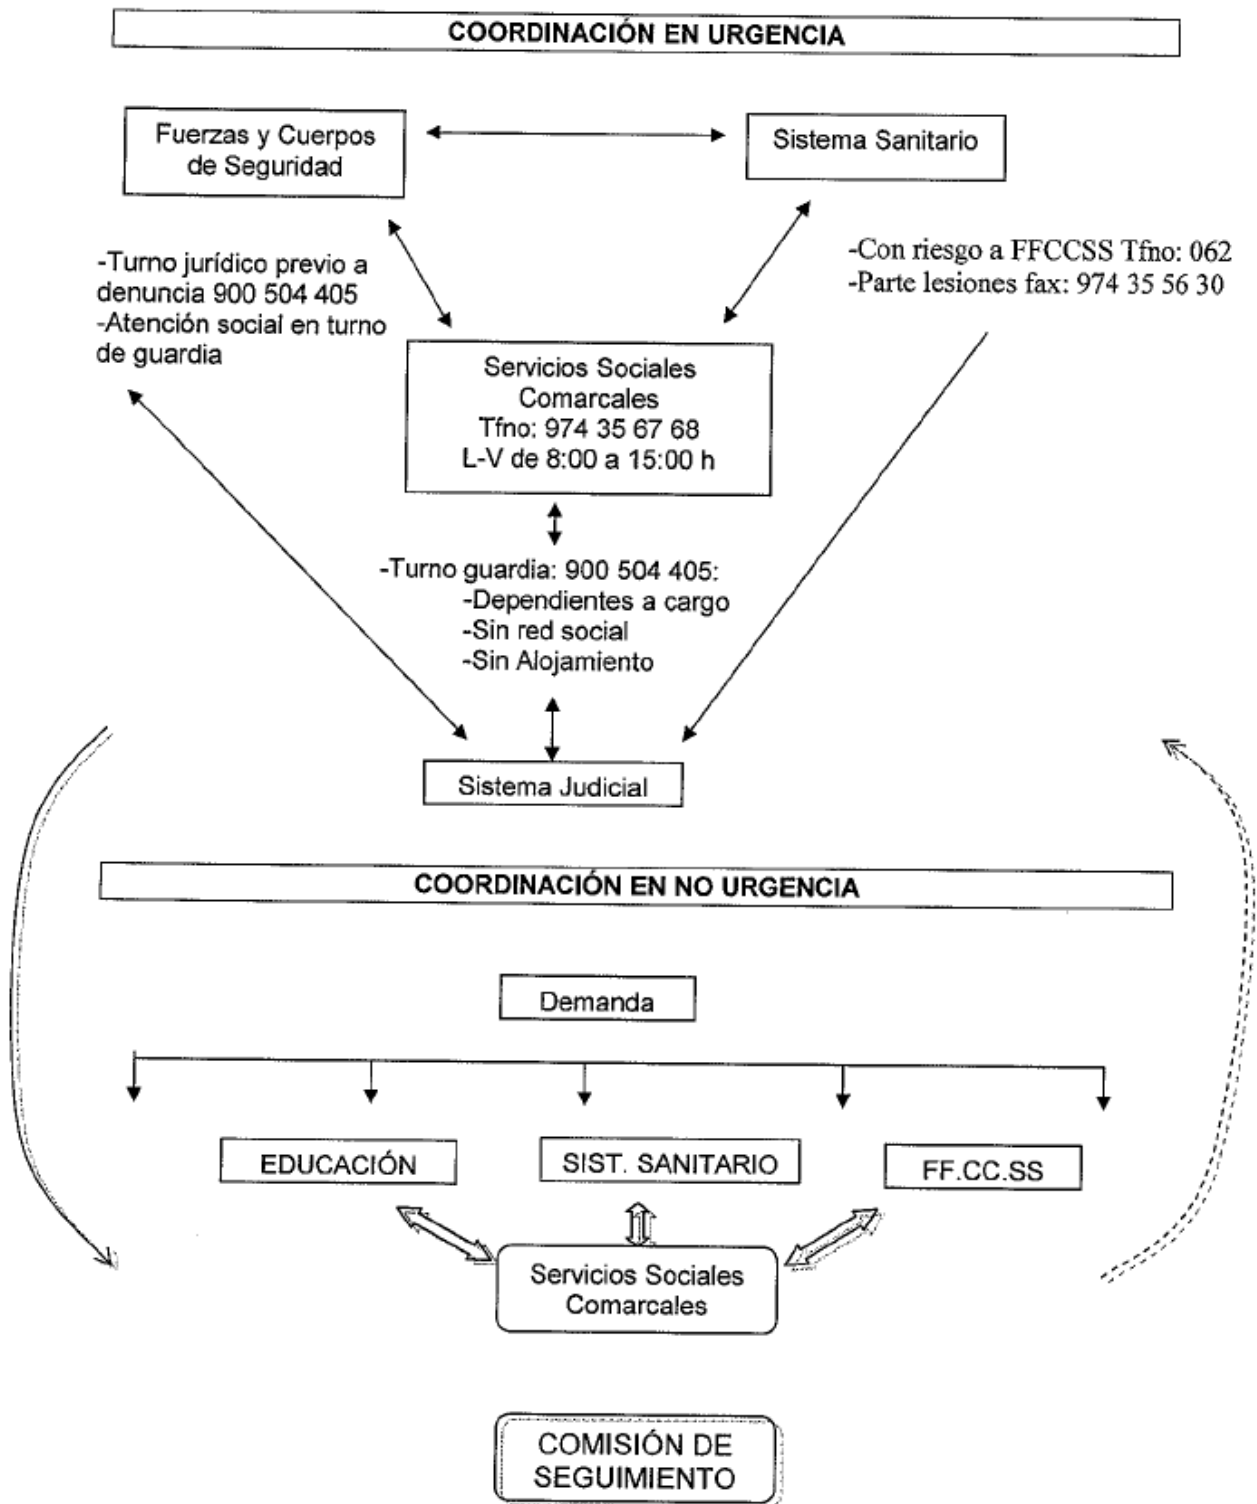 COORDINACIÓN EN URGENCIA
Fuerzas y Cuerpos
de Seguridad
Sistema Sanitario
-Turno jurídico previo a
denuncia 900 504 405
-Atención social en turno
de guardia
-Con riesgo a FFCCSS Tfno: 062
-Parte lesiones fax: 974 35 56 30
Servicios Sociales
Comarcales
Tfno: 974 35 67 68
L-V de 8:00 a 15:00 h
-Turno guardia: 900 504 405:
-Dependientes a cargo
-Sin red social
-Sin Alojamiento
Sistema Judicial
COORDINACIÓN EN NO URGENCIA
Demanda
EDUCACIÓN
SIST. SANITARIO
FF.CC.SS
Servicios Sociales
Comarcales
COMISIÓN DE
SEGUIMIENTO